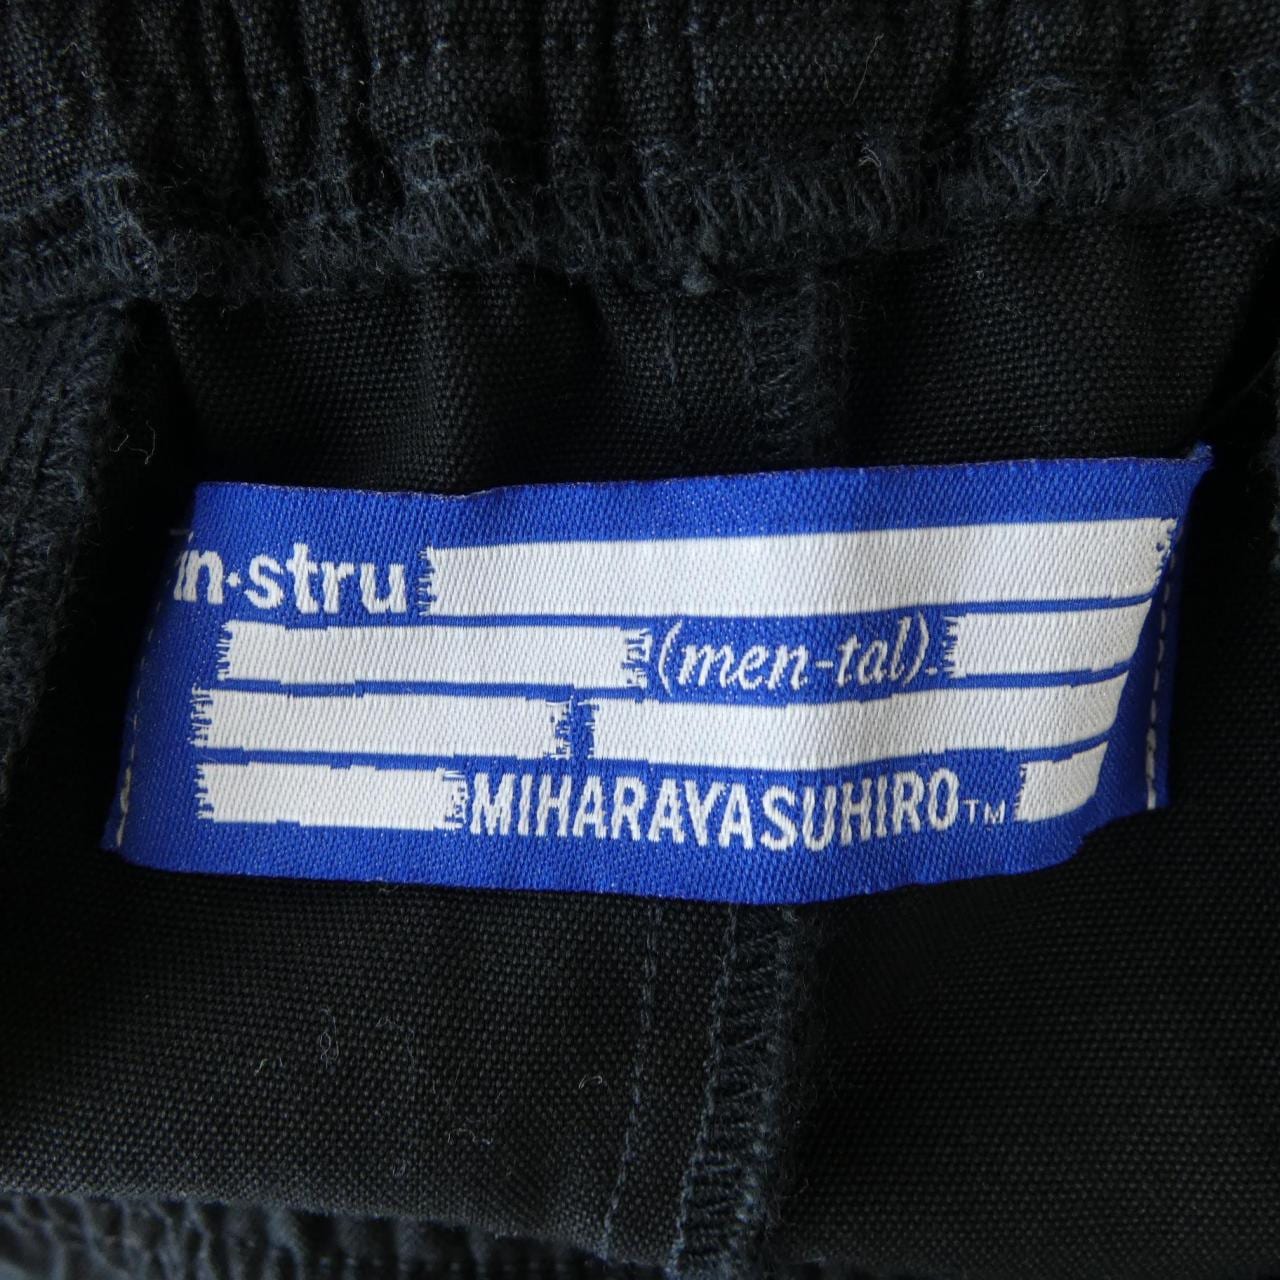 in·stru
(men-tal).
MIHARAYASUHIRO™